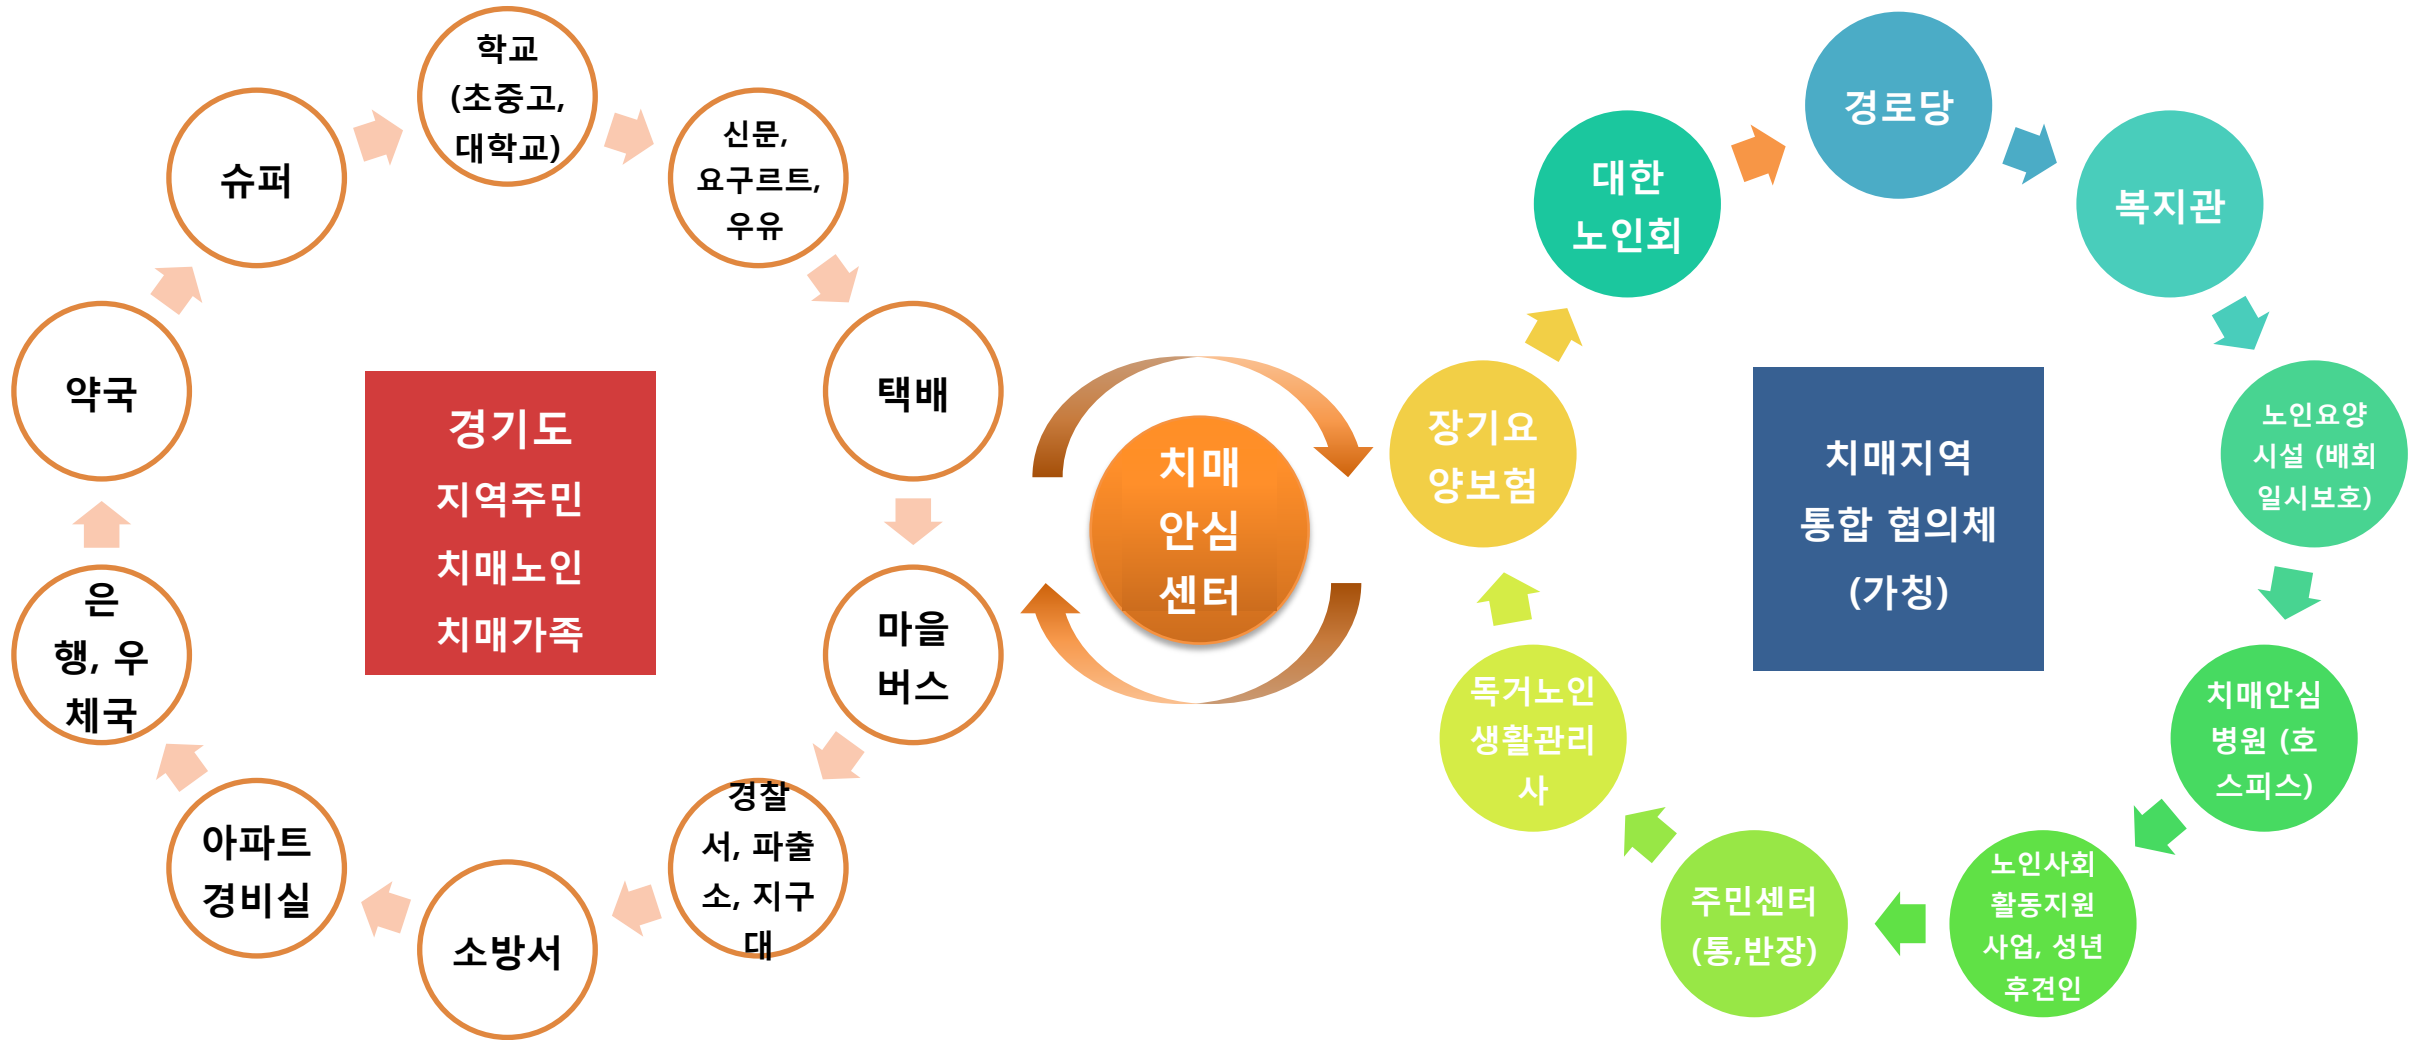 학교
(초중고,
대학교)
신문,
요구르트,
우유
택배
마을
버스
경찰
서, 파출
소, 지구
대
소방서
아파트
경비실
은
행, 우
체국
약국
슈퍼
경기도
지역주민
치매노인
치매가족
치매
안심
센터
경로당
복지관
노인요양
시설 (배회
일시보호)
치매안심
병원 (호
스피스)
노인사회
활동지원
사업, 성년
후견인
주민센터
(통,반장)
독거노인
생활관리
사
장기요
양보험
대한
노인회
치매지역
통합 협의체
(가칭)